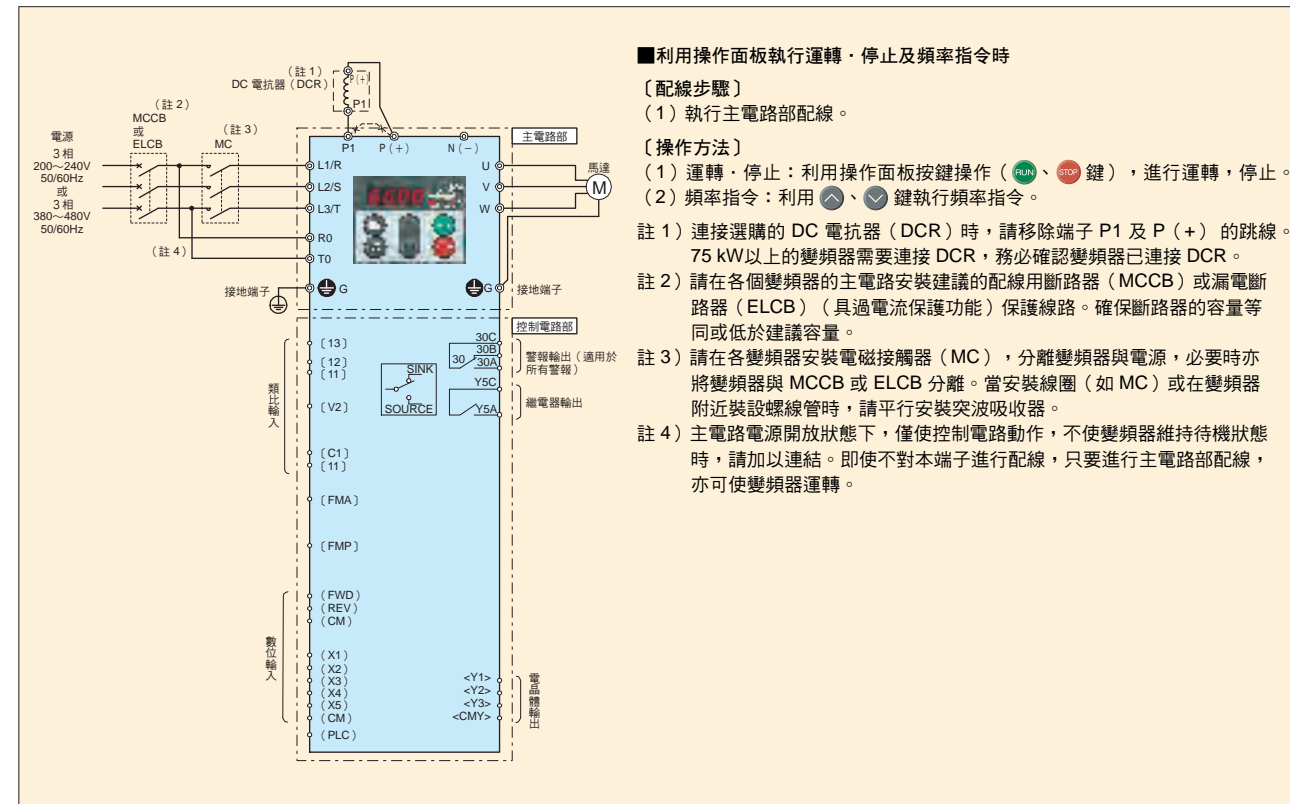 （註 1）
DC 電抗器（DCR）
P（+）
P1
（註 2）
MCCB
或
ELCB
（註 3）
MC
電源
3 相
200～240V
50/60Hz
或
3 相
380～480V
50/60Hz
（註 4）
主電路部
P1
P（+）
N（−）
L1/R
L2/S
L3/T
R0
T0
U
V
W
馬達
M
接地端子
G
G
接地端子
控制電路部
類比輸入
〔13〕
〔12〕
〔11〕
〔V2〕
〔C1〕
〔11〕
〔FMA〕
〔FMP〕
SINK
SOURCE
30
30C
30B
30A
警報輸出（適用於
所有警報）
Y5C
Y5A
繼電器輸出
數位輸入
（FWD）
（REV）
（CM）
（X1）
（X2）
（X3）
（X4）
（X5）
（CM）
（PLC）
<Y1>
<Y2>
<Y3>
<CMY>
電晶體輸出
■利用操作面板執行運轉．停止及頻率指令時
〔配線步驟〕
（1）執行主電路部配線。
〔操作方法〕
（1）運轉．停止：利用操作面板按鍵操作（RUN、STOP 鍵），進行運轉，停止。
（2）頻率指令：利用 、 鍵執行頻率指令。
註 1）連接選購的 DC 電抗器（DCR）時，請移除端子 P1 及 P（+） 的跳線。
75 kW以上的變頻器需要連接 DCR，務必確認變頻器已連接 DCR。
註 2）請在各個變頻器的主電路安裝建議的配線用斷路器（MCCB）或漏電斷
路器（ELCB）（具過電流保護功能）保護線路。確保斷路器的容量等
同或低於建議容量。
註 3）請在各變頻器安裝電磁接觸器（MC），分離變頻器與電源，必要時亦
將變頻器與 MCCB 或 ELCB 分離。當安裝線圈（如 MC）或在變頻器
附近裝設螺線管時，請平行安裝突波吸收器。
註 4）主電路電源開放狀態下，僅使控制電路動作，不使變頻器維持待機狀態
時，請加以連結。即使不對本端子進行配線，只要進行主電路部配線，
亦可使變頻器運轉。